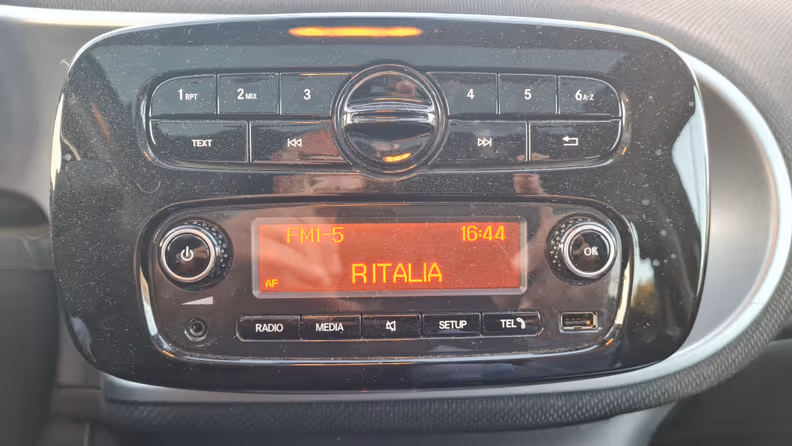 1 RPT 2 MIX 3 4 5 6 A-Z
TEXT
FM1-5 16:44
R ITALIA
AF
OK
RADIO MEDIA SETUP TEL